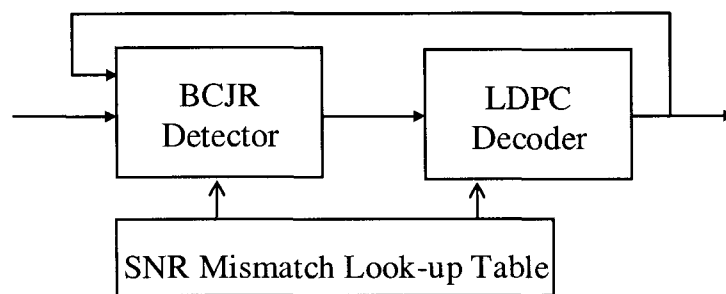 BCJR
Detector
LDPC
Decoder
SNR Mismatch Look-up Table